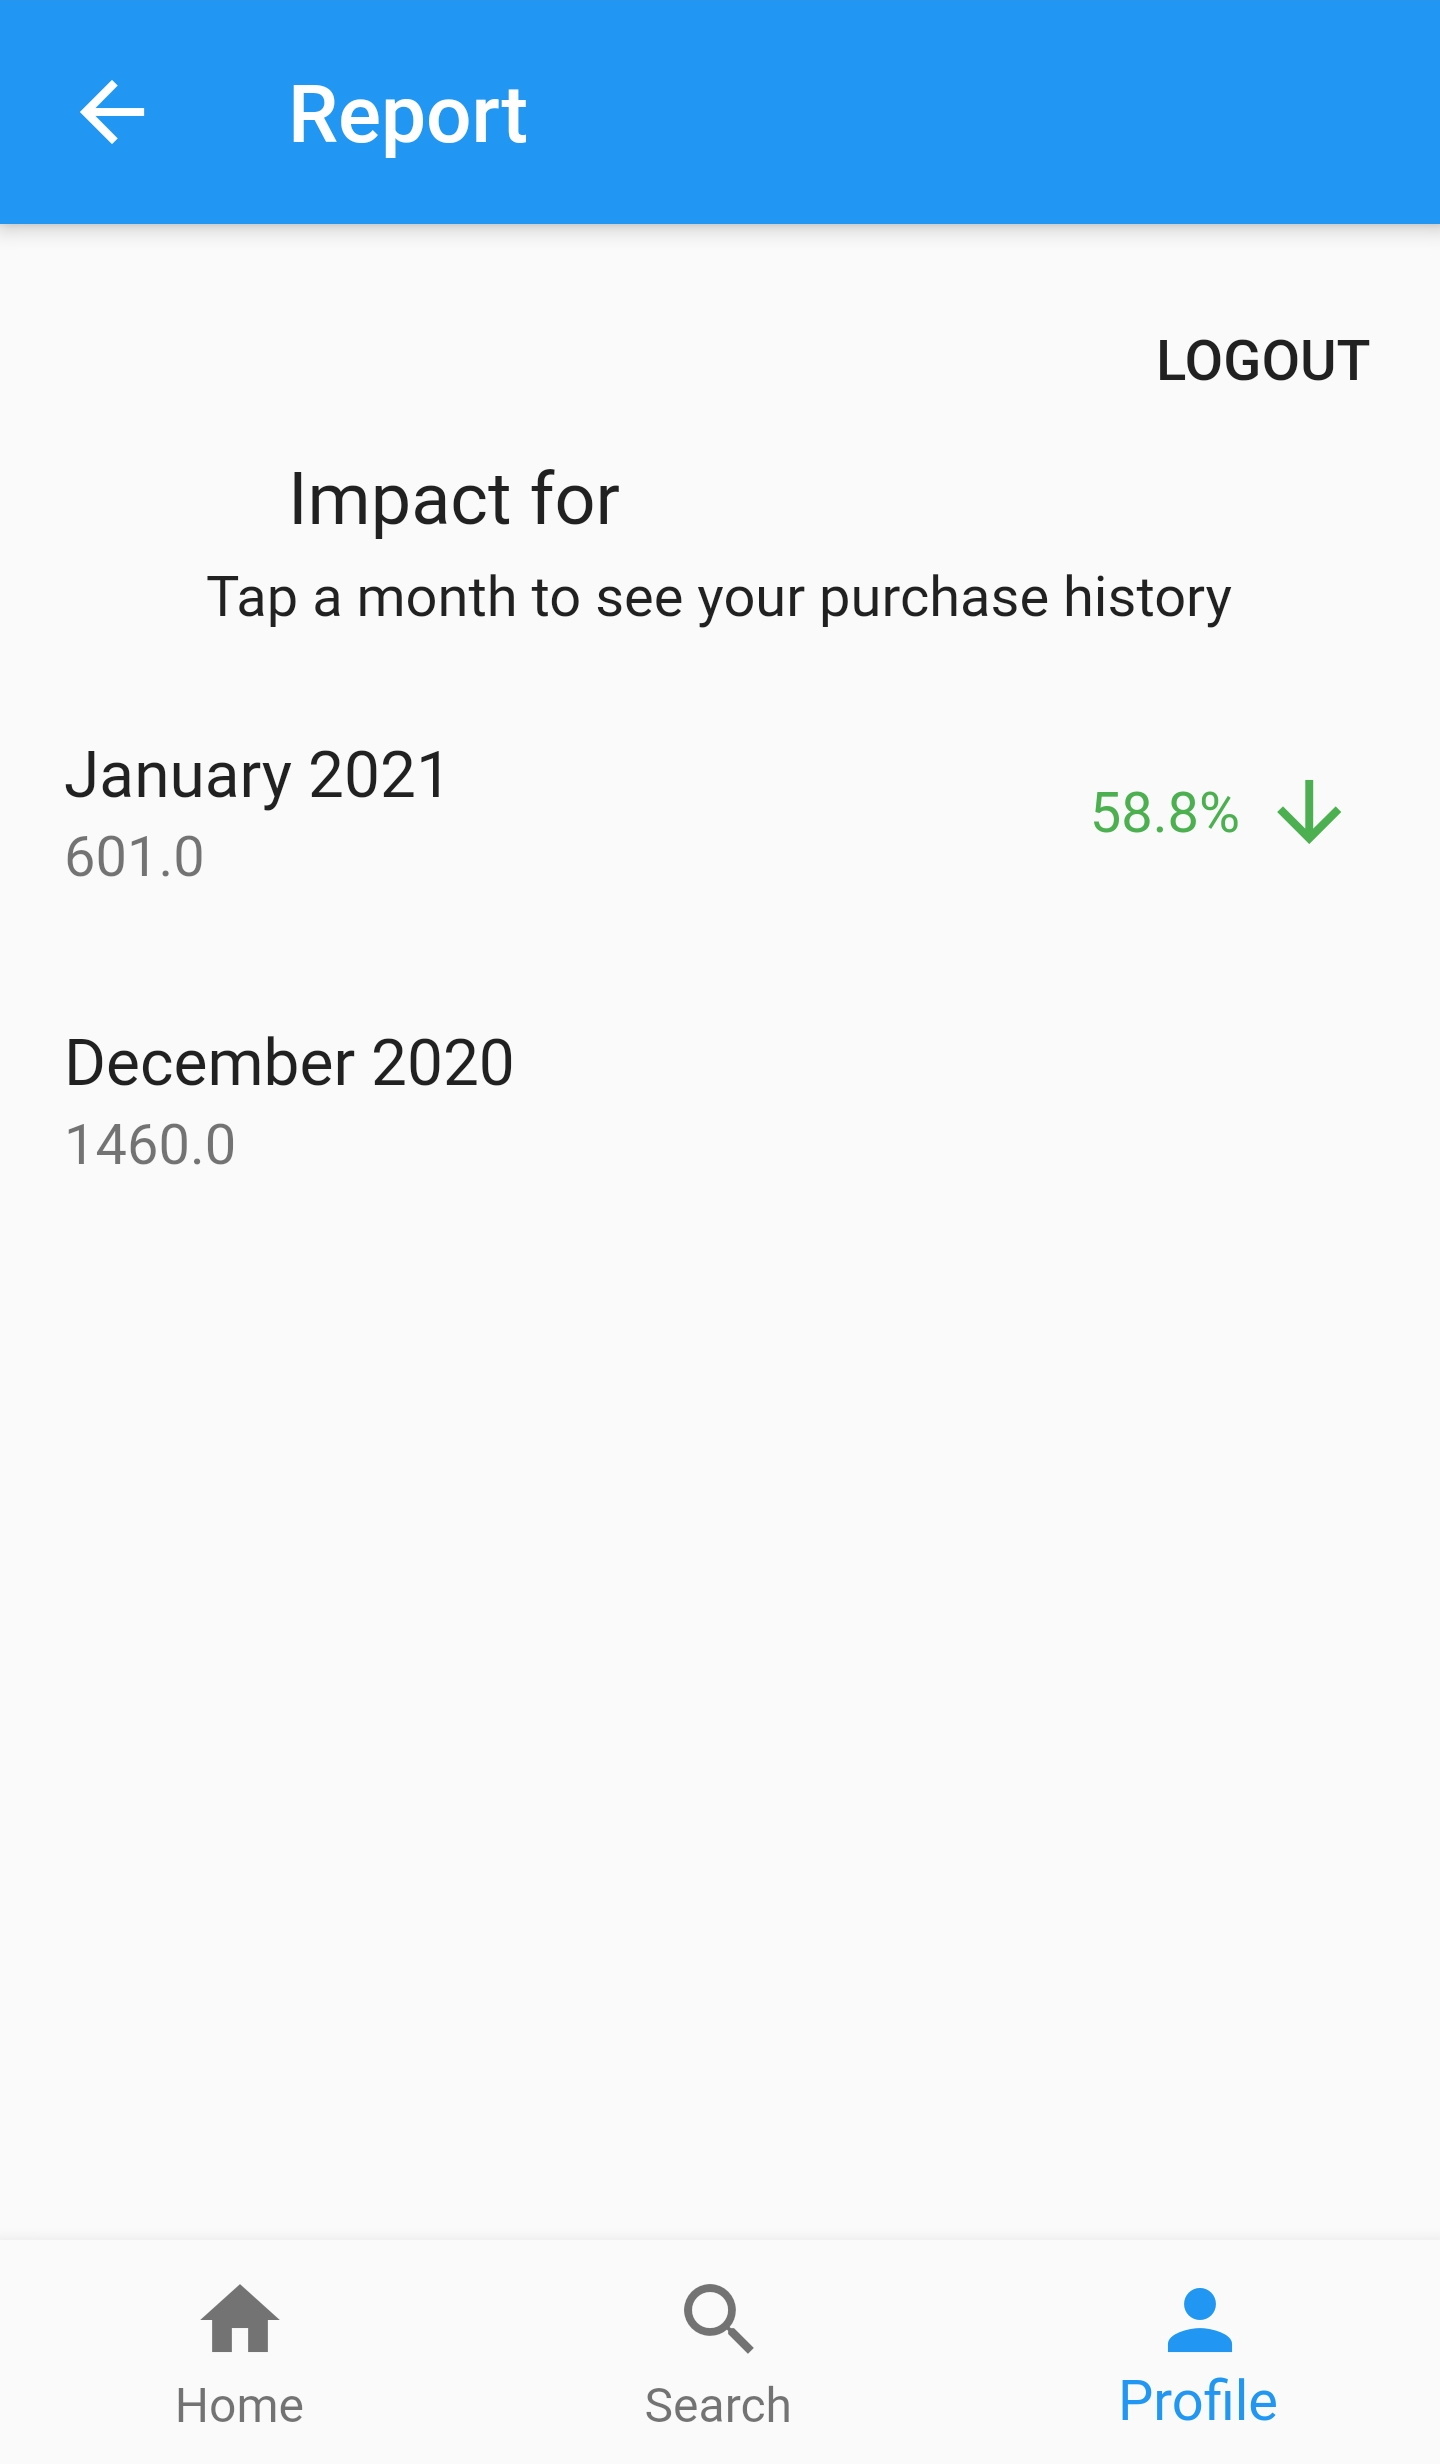 Report
LOGOUT
Impact for
Tap a month to see your purchase history
January 2021
58.8%
601.0
December 2020
1460.0
Home
Search
Profile